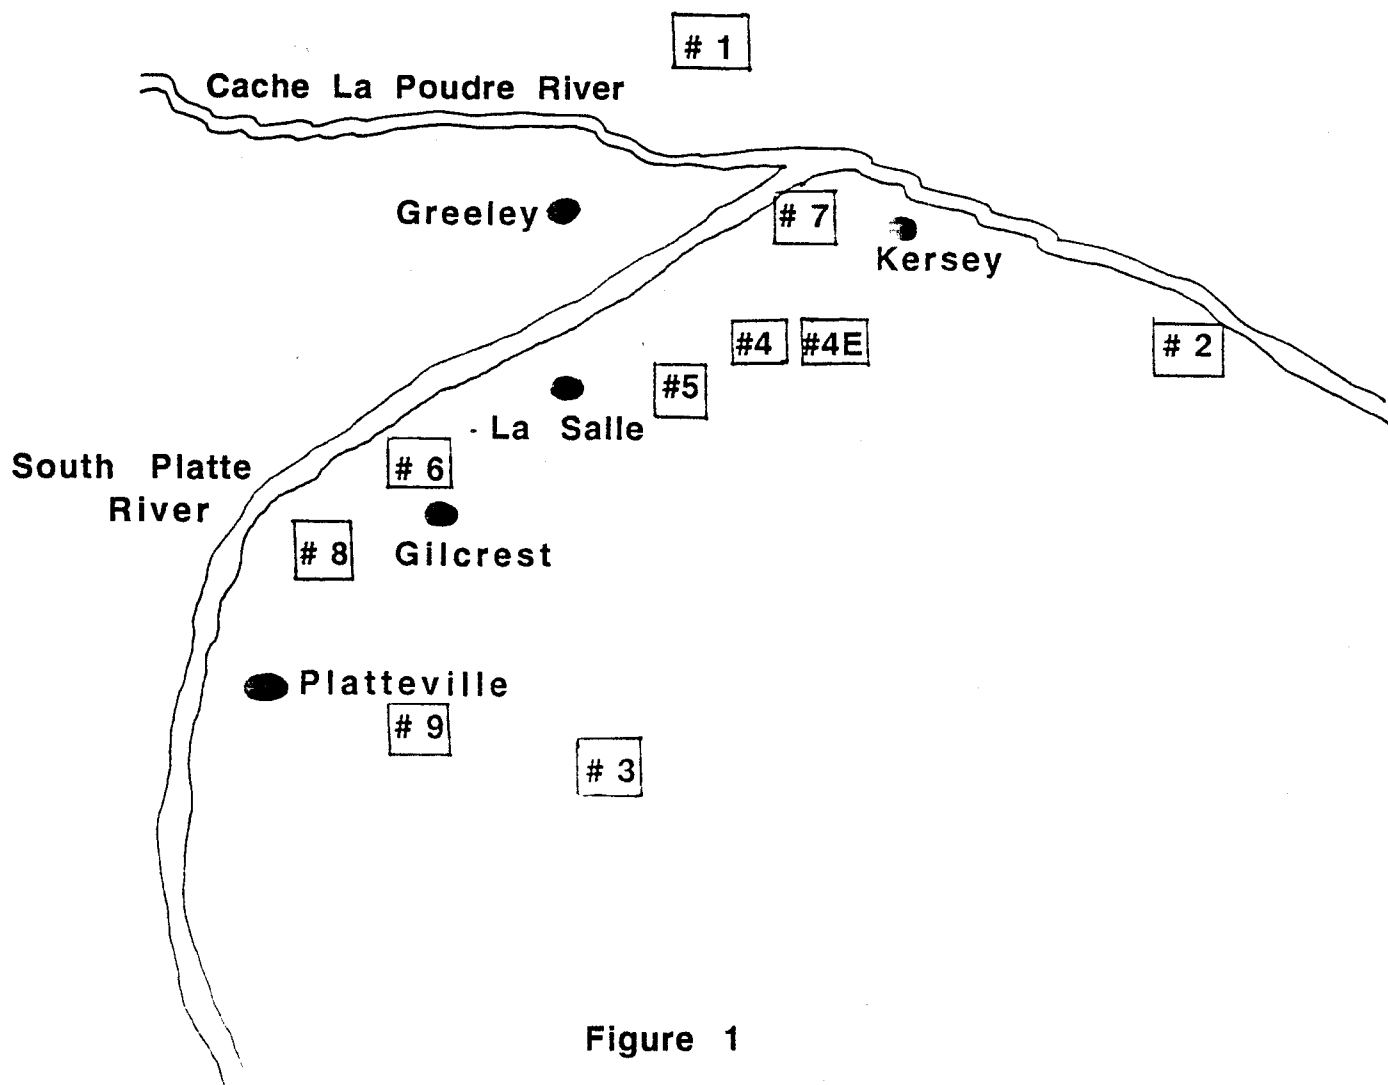 # 1
Cache La Poudre River
Greeley
# 7
Kersey
#4
#4E
# 2
#5
La Salle
# 6
South Platte
River
# 8
Gilcrest
Platteville
# 9
# 3
Figure 1